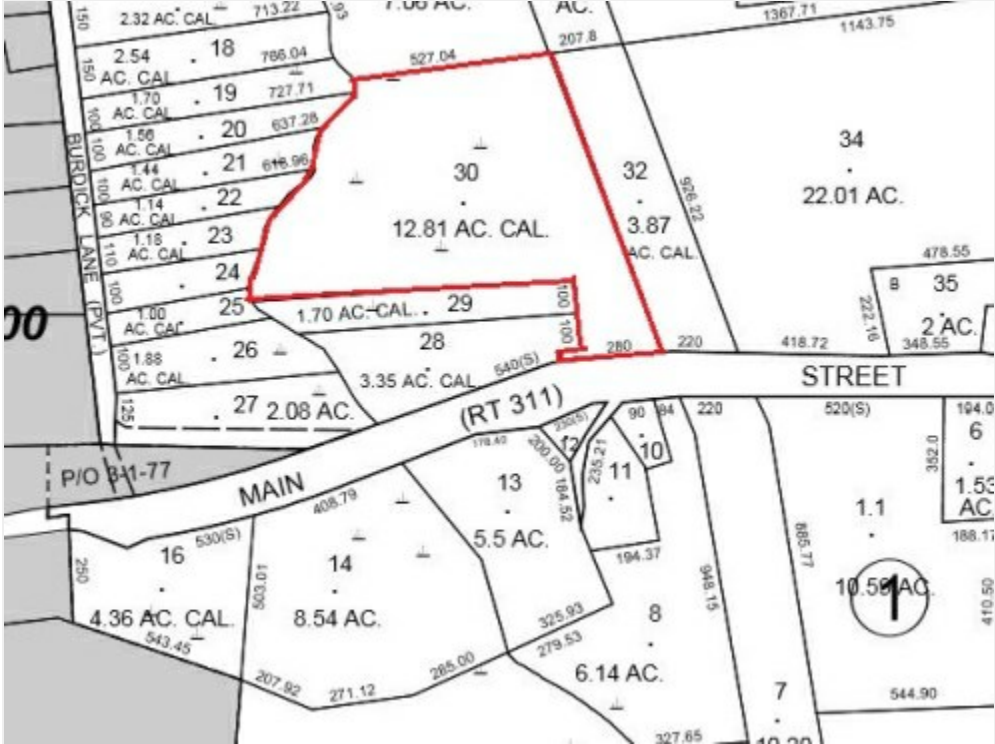 150
2.32 AC. CAL.
713.22
.93
7.06 AC.
AC.
1367.71
1143.75
207.8
527.04
150
2.54
AC. CAL
18
766.04
1.70
AC. CAL
19
727.71
100
1.56
AC. CAL
20
637.28
100
1.44
AC. CAL
21
616.96
100
1.14
AC. CAL
22
90
1.18
AC. CAL
23
110
24
100
1.00
AC. CAL
25
100
1.88
AC. CAL
26
125
27
2.08 AC.
BURDICK LANE (PVT.)
00
30
12.81 AC. CAL.
32
3.87
AC. CAL.
926.22
34
22.01 AC.
478.55
8
35
2 AC.
222.16
348.55
1.70 AC. CAL.
29
100
100
28
3.35 AC. CAL
540(S)
280
220
418.72
MAIN
(RT 311)
STREET
P/O 3-1-77
530(S)
408.79
178.40
230(S)
12
200.00
184.52
235.21
90
84
10
11
194.37
220
520(S)
194.0
6
352.0
1.53
AC.
188.17
250
16
4.36 AC. CAL.
543.45
503.01
14
8.54 AC.
207.92
271.12
285.00
13
5.5 AC.
325.93
279.53
8
6.14 AC.
327.65
948.15
885.77
1.1
10.59 AC.
1
410.50
7
544.90